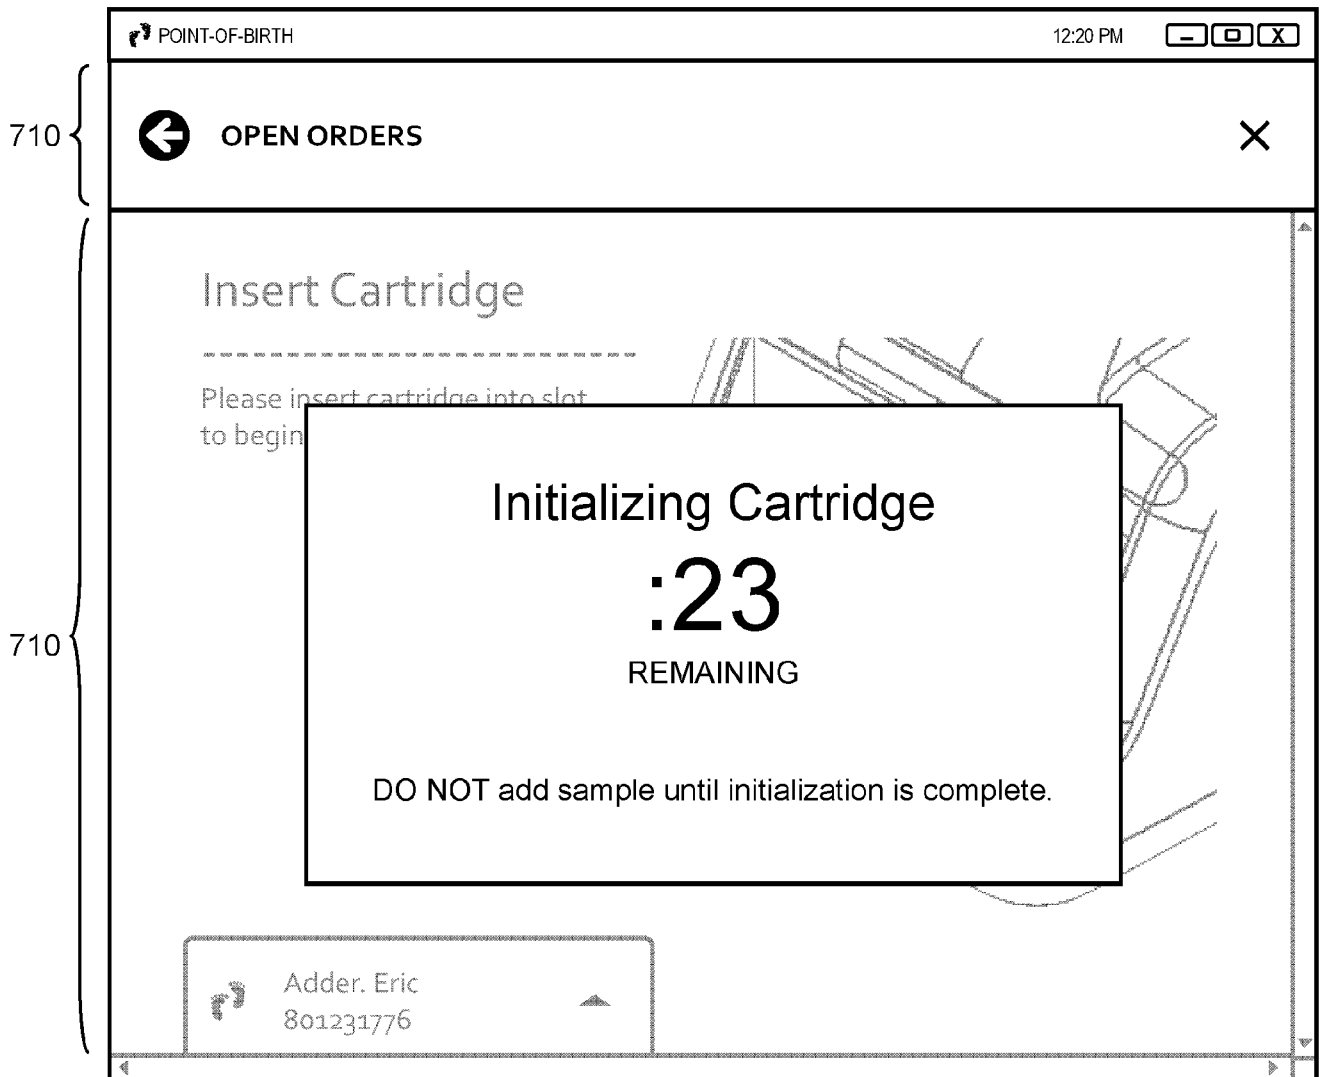 POINT-OF-BIRTH 12:20 PM X
710 OPEN ORDERS
Insert Cartridge
Please insert cartridge into slot
to begin
Initializing Cartridge
:23
REMAINING
710
DO NOT add sample until initialization is complete.
Adder. Eric
801231776